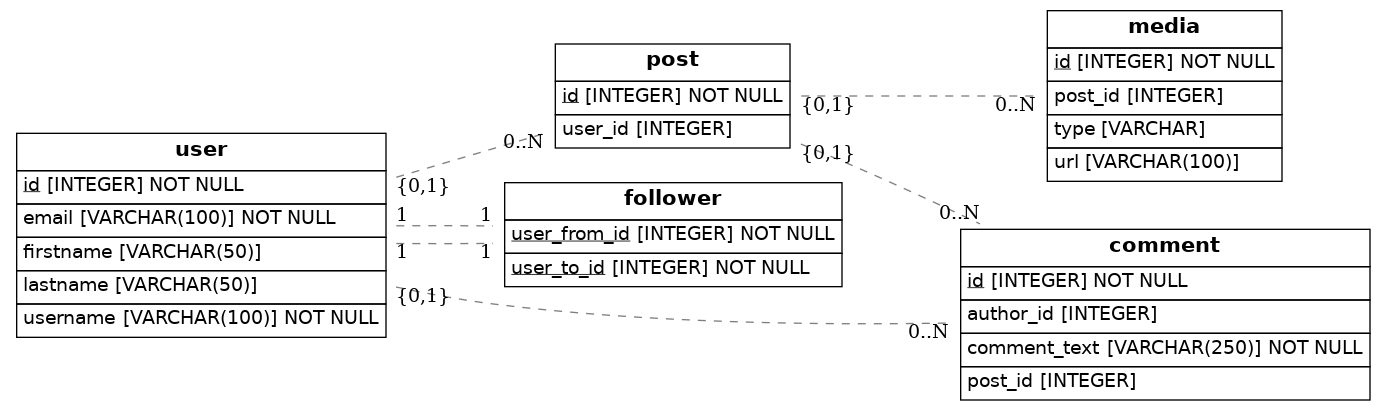 user
id [INTEGER] NOT NULL
email [VARCHAR(100)] NOT NULL
firstname [VARCHAR(50)]
lastname [VARCHAR(50)]
username [VARCHAR(100)] NOT NULL
{0,1}
0..N
1
1
1
1
{0,1}
0..N
post
id [INTEGER] NOT NULL
user_id [INTEGER]
follower
user_from_id [INTEGER] NOT NULL
user_to_id [INTEGER] NOT NULL
{0,1}
0..N
{0,1}
0..N
media
id [INTEGER] NOT NULL
post_id [INTEGER]
type [VARCHAR]
url [VARCHAR(100)]
comment
id [INTEGER] NOT NULL
author_id [INTEGER]
comment_text [VARCHAR(250)] NOT NULL
post_id [INTEGER]